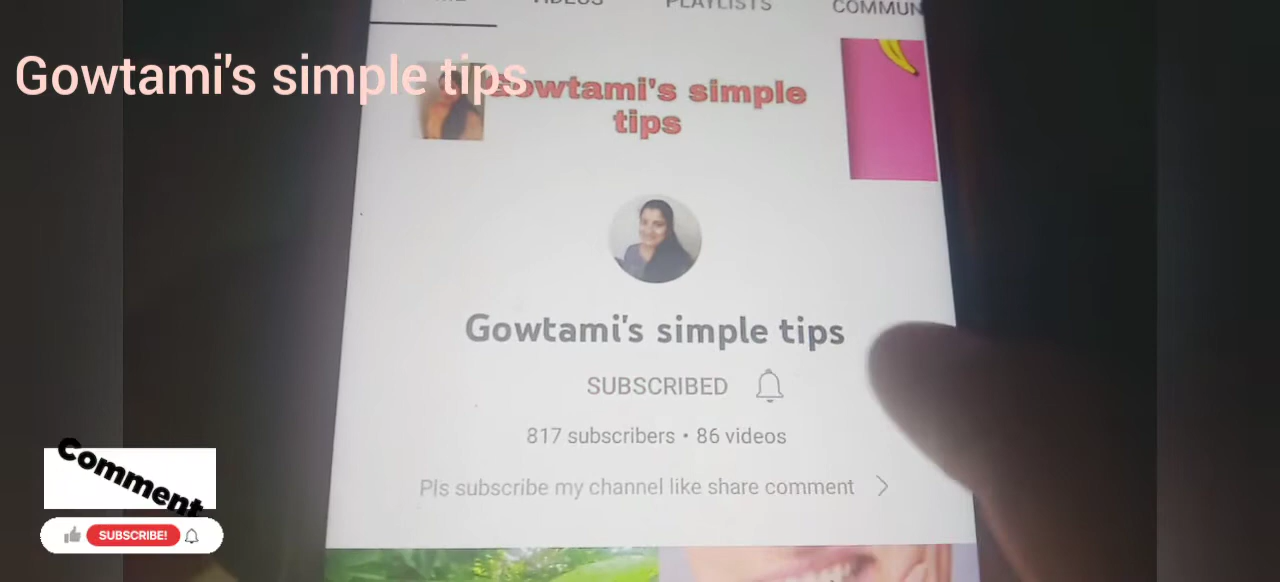 VIDEOS
PLAYLISTS
COMMUN
Gowtami's simple tips
Gowtami's simple
tips
Gowtami's simple tips
SUBSCRIBED
817 subscribers • 86 videos
Pls subscribe my channel like share comment
Comment
SUBSCRIBE!